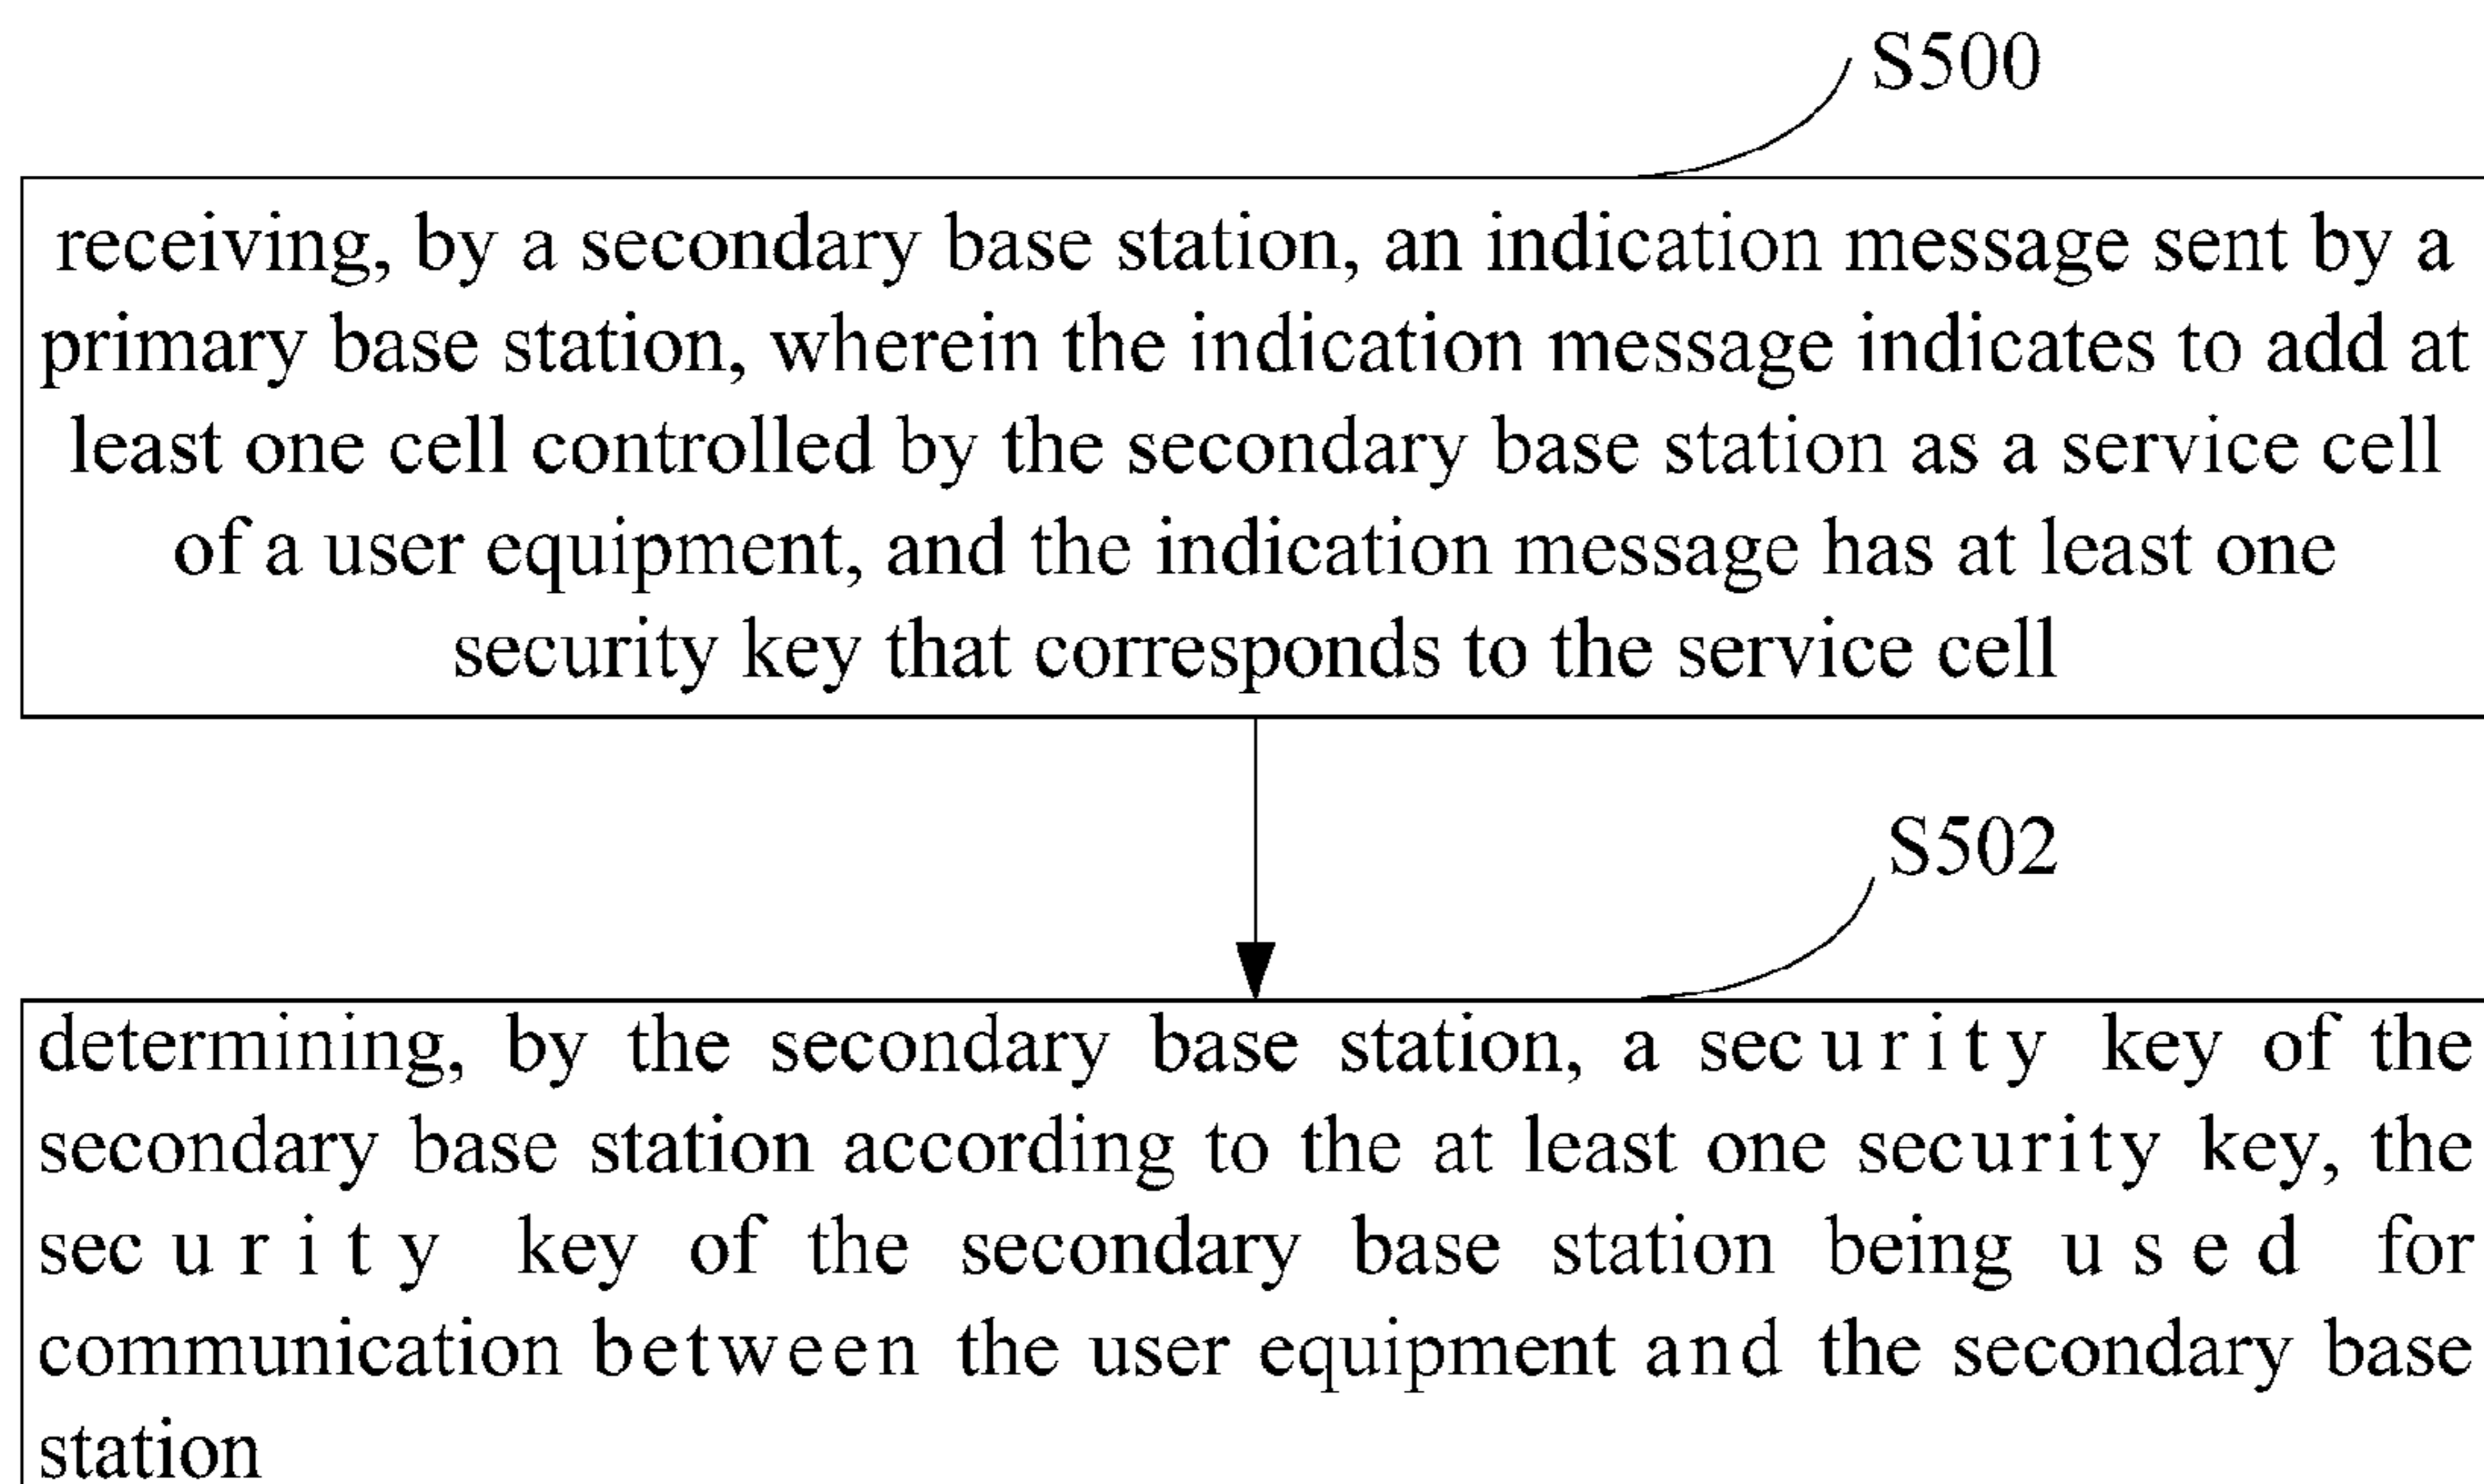 S500
receiving, by a secondary base station, an indication message sent by a
primary base station, wherein the indication message indicates to add at
least one cell controlled by the secondary base station as a service cell
of a user equipment, and the indication message has at least one
security key that corresponds to the service cell
S502
determining, by the secondary base station, a security key of the
secondary base station according to the at least one security key, the
security key of the secondary base station being used for
communication between the user equipment and the secondary base
station